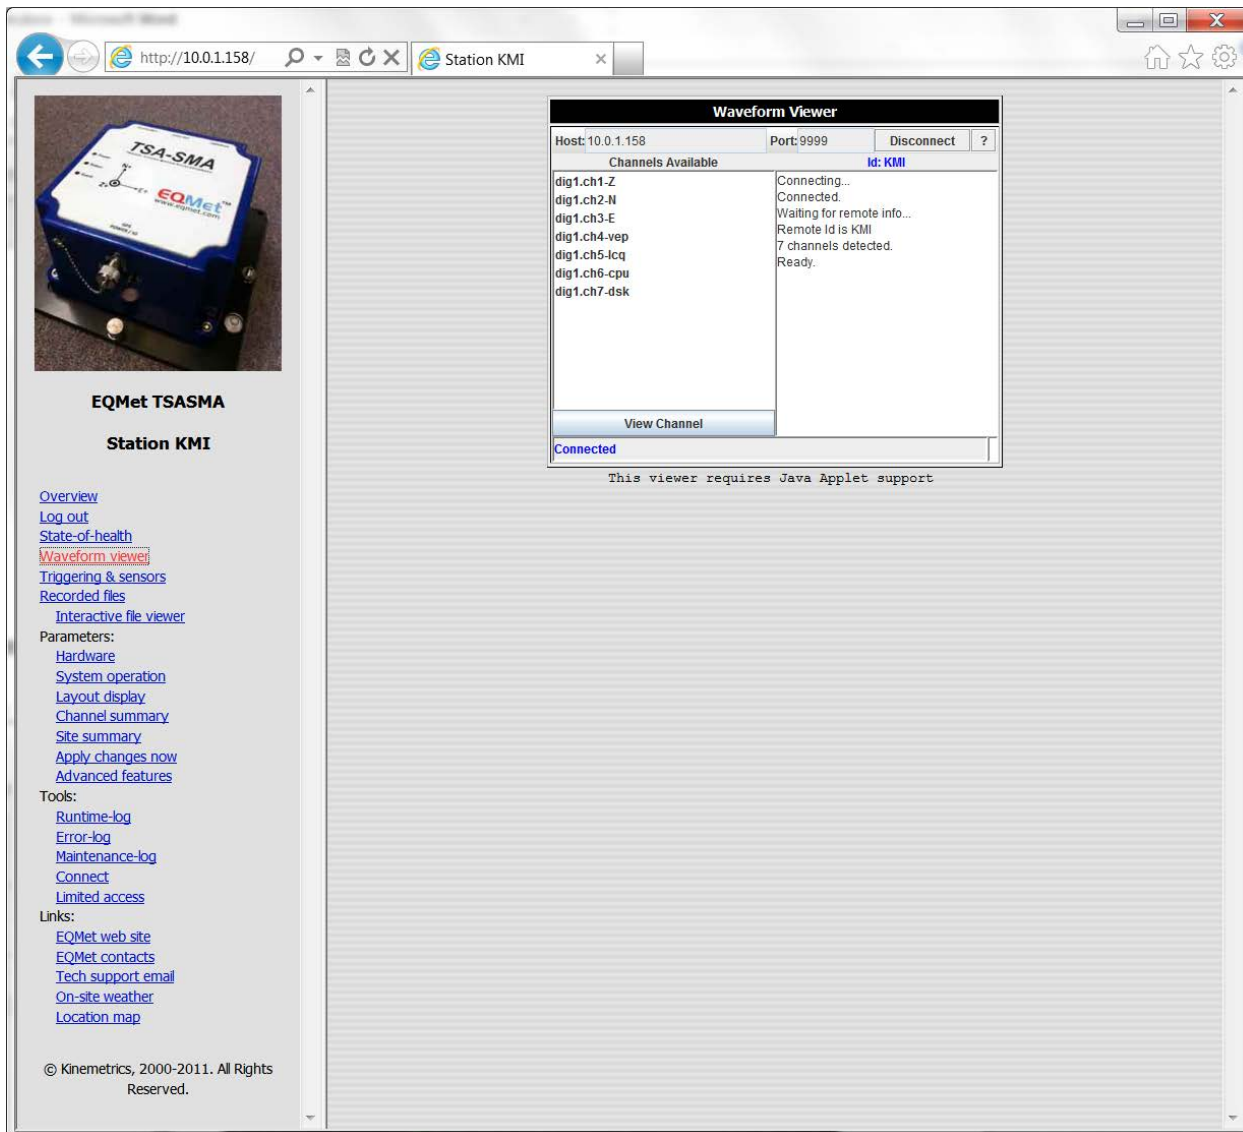 Microsoft Word
http://10.0.1.158/
Station KMI
TSA-SMA
N+
Z+
E+
EQMet
www.eqmet.com
EQMet TSASMA
Station KMI
Overview
Log out
State-of-health
Waveform viewer
Triggering & sensors
Recorded files
Interactive file viewer
Parameters:
Hardware
System operation
Layout display
Channel summary
Site summary
Apply changes now
Advanced features
Tools:
Runtime-log
Error-log
Maintenance-log
Connect
Limited access
Links:
EQMet web site
EQMet contacts
Tech support email
On-site weather
Location map
© Kinemetrics, 2000-2011. All Rights
Reserved.
Waveform Viewer
Host: 10.0.1.158 Port: 9999 Disconnect ?
Channels Available
dig1.ch1-Z
dig1.ch2-N
dig1.ch3-E
dig1.ch4-vep
dig1.ch5-lcq
dig1.ch6-cpu
dig1.ch7-dsk
View Channel
Id: KMI
Connecting...
Connected.
Waiting for remote info...
Remote Id is KMI
7 channels detected.
Ready.
Connected
This viewer requires Java Applet support